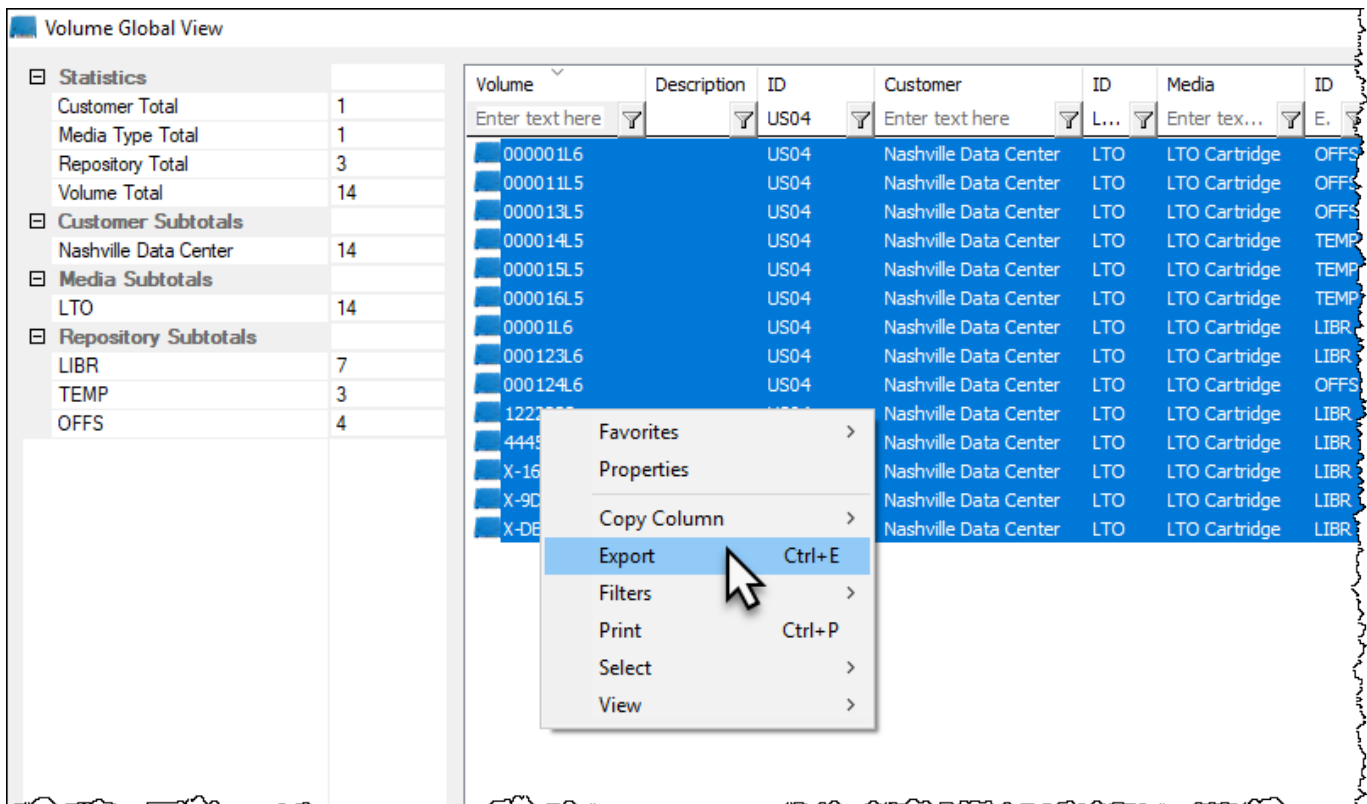 Volume Global View
Statistics
Customer Total 1
Media Type Total 1
Repository Total 3
Volume Total 14
Customer Subtotals
Nashville Data Center 14
Media Subtotals
LTO 14
Repository Subtotals
LIBR 7
TEMP 3
OFFS 4
Volume Description ID Customer ID Media ID
Enter text here US04 Enter text here L... Enter tex... E.
000001L6 US04 Nashville Data Center LTO LTO Cartridge OFFS
000011L5 US04 Nashville Data Center LTO LTO Cartridge OFFS
000013L5 US04 Nashville Data Center LTO LTO Cartridge OFFS
000014L5 US04 Nashville Data Center LTO LTO Cartridge TEMP
000015L5 US04 Nashville Data Center LTO LTO Cartridge TEMP
000016L5 US04 Nashville Data Center LTO LTO Cartridge TEMP
00001L6 US04 Nashville Data Center LTO LTO Cartridge LIBR
000123L6 US04 Nashville Data Center LTO LTO Cartridge LIBR
000124L6 US04 Nashville Data Center LTO LTO Cartridge OFFS
Nashville Data Center LTO LTO Cartridge LIBR
4445 Nashville Data Center LTO LTO Cartridge LIBR
X-16 Nashville Data Center LTO LTO Cartridge LIBR
X-9D Nashville Data Center LTO LTO Cartridge LIBR
X-DE Nashville Data Center LTO LTO Cartridge LIBR
Favorites
Properties
Copy Column
Export Ctrl+E
Filters
Print Ctrl+P
Select
View